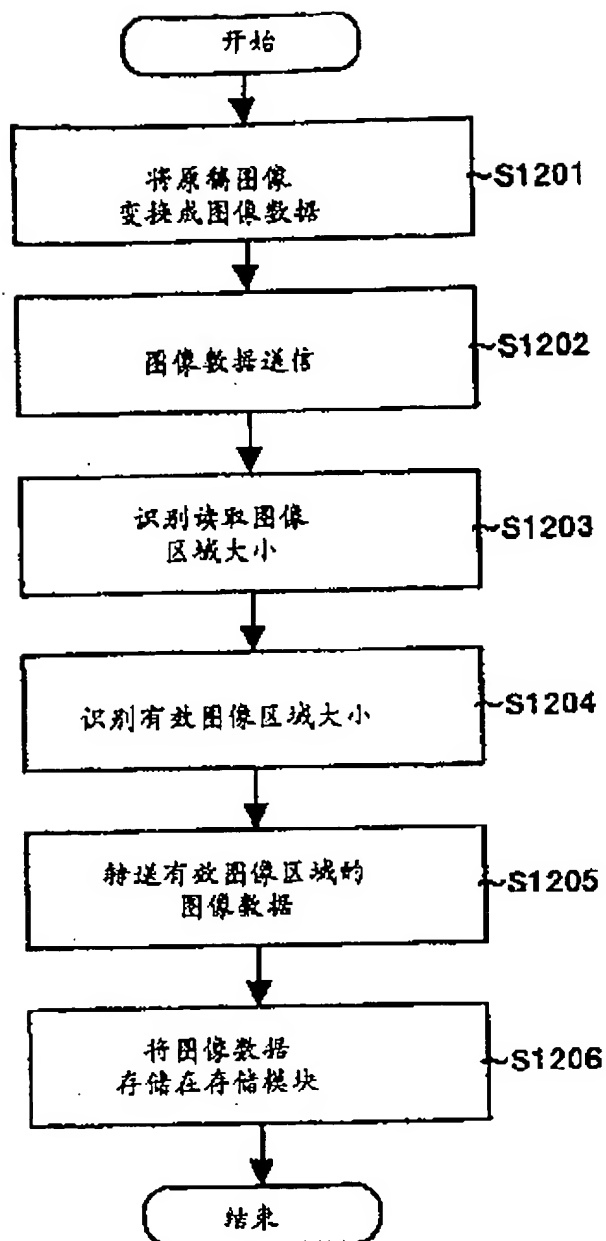 开始
将原稿图像
变换成图像数据
~S1201
图像数据送信
~S1202
识别读取图像
区域大小
~S1203
识别有效图像区域大小
~S1204
转送有效图像区域的
图像数据
~S1205
将图像数据
存储在存储模块
~S1206
结束